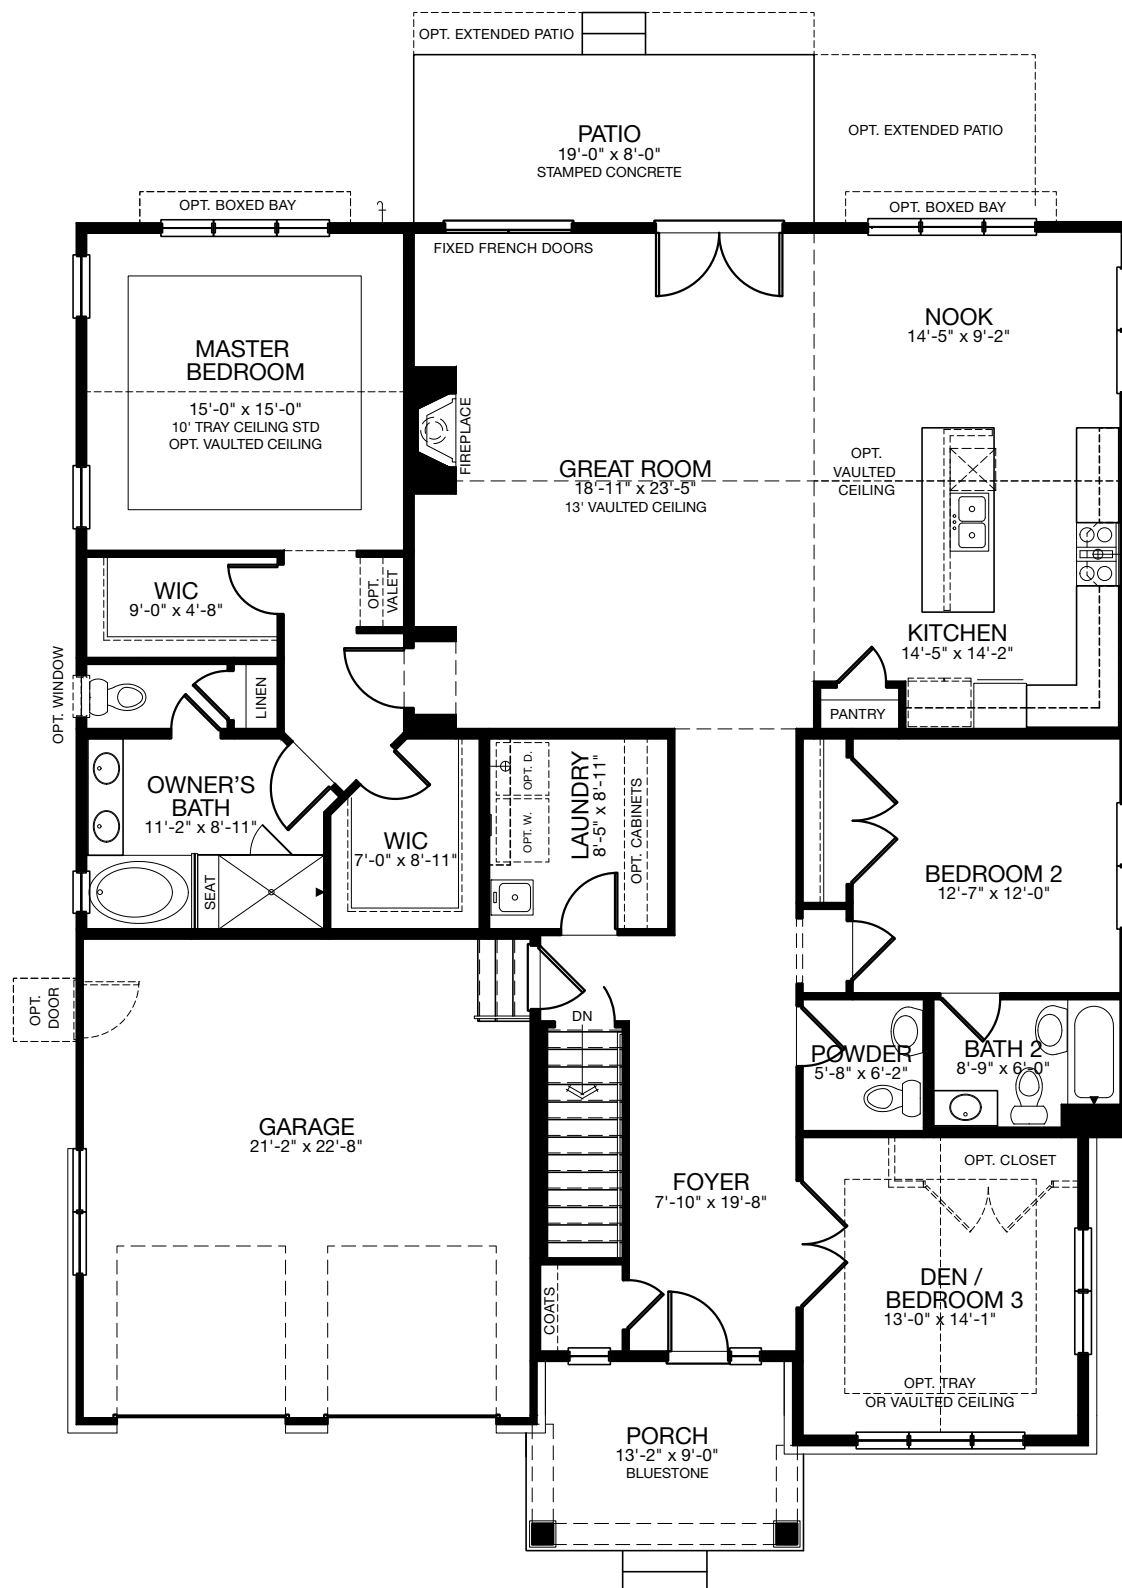 OPT. EXTENDED PATIO
PATIO
19'-0" x 8'-0"
STAMPED CONCRETE
OPT. EXTENDED PATIO
OPT. BOXED BAY
OPT. BOXED BAY
FIXED FRENCH DOORS
NOOK
14'-5" x 9'-2"
MASTER
BEDROOM
15'-0" x 15'-0"
10' TRAY CEILING STD
OPT. VAULTED CEILING
FIREPLACE
GREAT ROOM
18'-11" x 23'-5"
13' VAULTED CEILING
OPT.
VAULTED
CEILING
WIC
9'-0" x 4'-8"
OPT.
VALET
KITCHEN
14'-5" x 14'-2"
OPT. WINDOW
LINEN
PANTRY
OWNER'S
BATH
11'-2" x 8'-11"
SEAT
WIC
7'-0" x 8'-11"
OPT. D.
OPT. W.
LAUNDRY
8'-5" x 8'-11"
OPT. CABINETS
BEDROOM 2
12'-7" x 12'-0"
OPT.
DOOR
DN
POWDER
5'-8" x 6'-2"
BATH 2
8'-9" x 6'-0"
GARAGE
21'-2" x 22'-8"
FOYER
7'-10" x 19'-8"
OPT. CLOSET
DEN /
BEDROOM 3
13'-0" x 14'-1"
OPT. TRAY
OR VAULTED CEILING
COATS
PORCH
13'-2" x 9'-0"
BLUESTONE